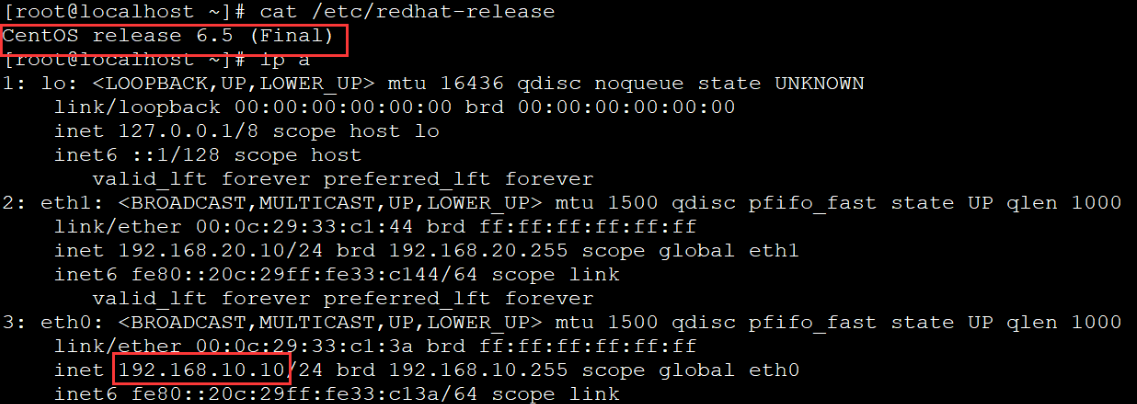 [root@localhost ~]# cat /etc/redhat-release
CentOS release 6.5 (Final)
[root@localhost ~]# ip a
1: lo: <LOOPBACK,UP,LOWER_UP> mtu 16436 qdisc noqueue state UNKNOWN
    link/loopback 00:00:00:00:00:00 brd 00:00:00:00:00:00
    inet 127.0.0.1/8 scope host lo
    inet6 ::1/128 scope host
       valid_lft forever preferred_lft forever
2: eth1: <BROADCAST,MULTICAST,UP,LOWER_UP> mtu 1500 qdisc pfifo_fast state UP qlen 1000
    link/ether 00:0c:29:33:c1:44 brd ff:ff:ff:ff:ff:ff
    inet 192.168.20.10/24 brd 192.168.20.255 scope global eth1
    inet6 fe80::20c:29ff:fe33:c144/64 scope link
       valid_lft forever preferred_lft forever
3: eth0: <BROADCAST,MULTICAST,UP,LOWER_UP> mtu 1500 qdisc pfifo_fast state UP qlen 1000
    link/ether 00:0c:29:33:c1:3a brd ff:ff:ff:ff:ff:ff
    inet 192.168.10.10/24 brd 192.168.10.255 scope global eth0
    inet6 fe80::20c:29ff:fe33:c13a/64 scope link